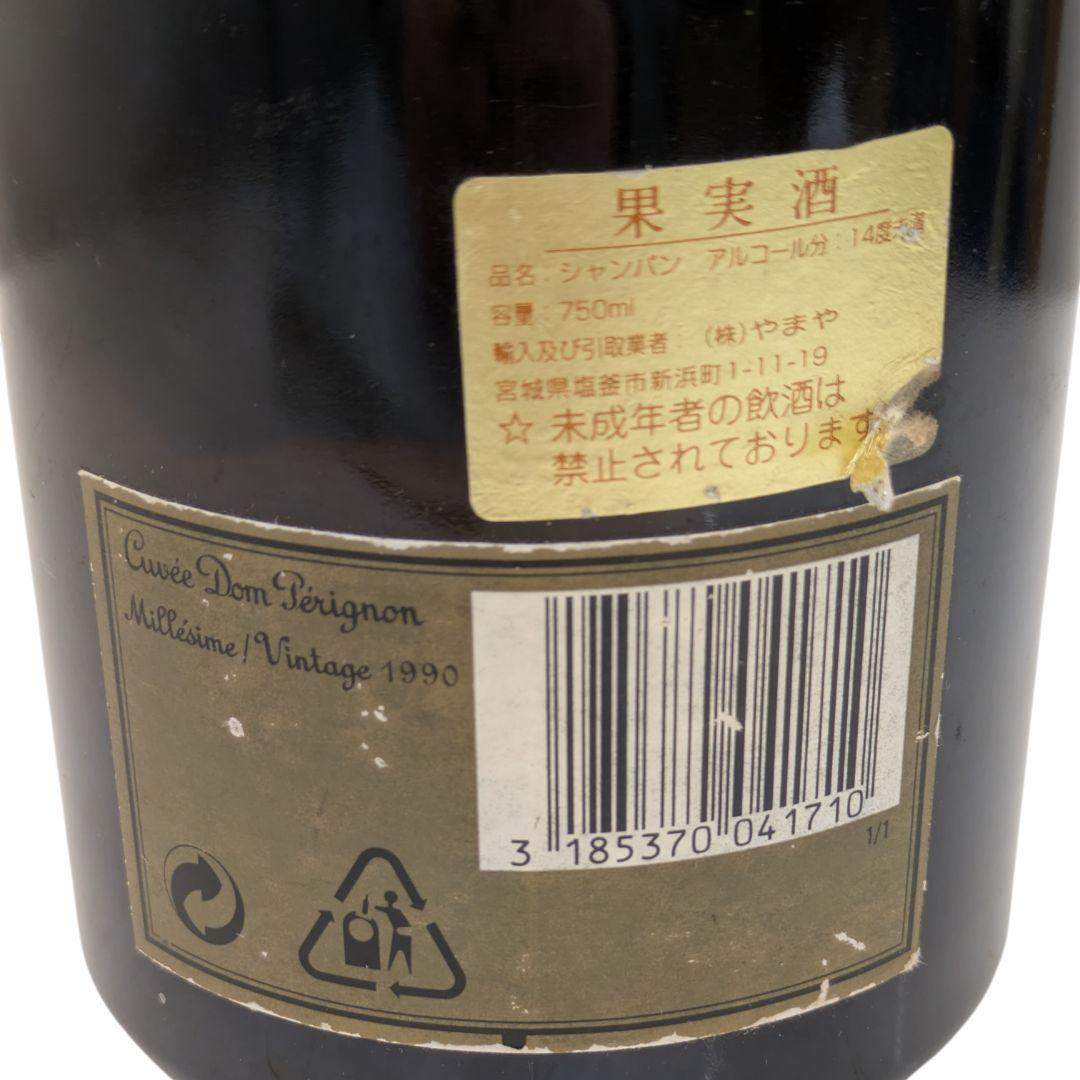 果実酒
品名：シャンパン　アルコール分：14度未満
容量：750ml
輸入及び引取業者：（株）やまや
宮城県塩釜市新浜町1-11-19
☆ 未成年者の飲酒は
禁止されております
Cuvée Dom Pérignon
Millésime / Vintage 1990
3 185370 041710
1/1